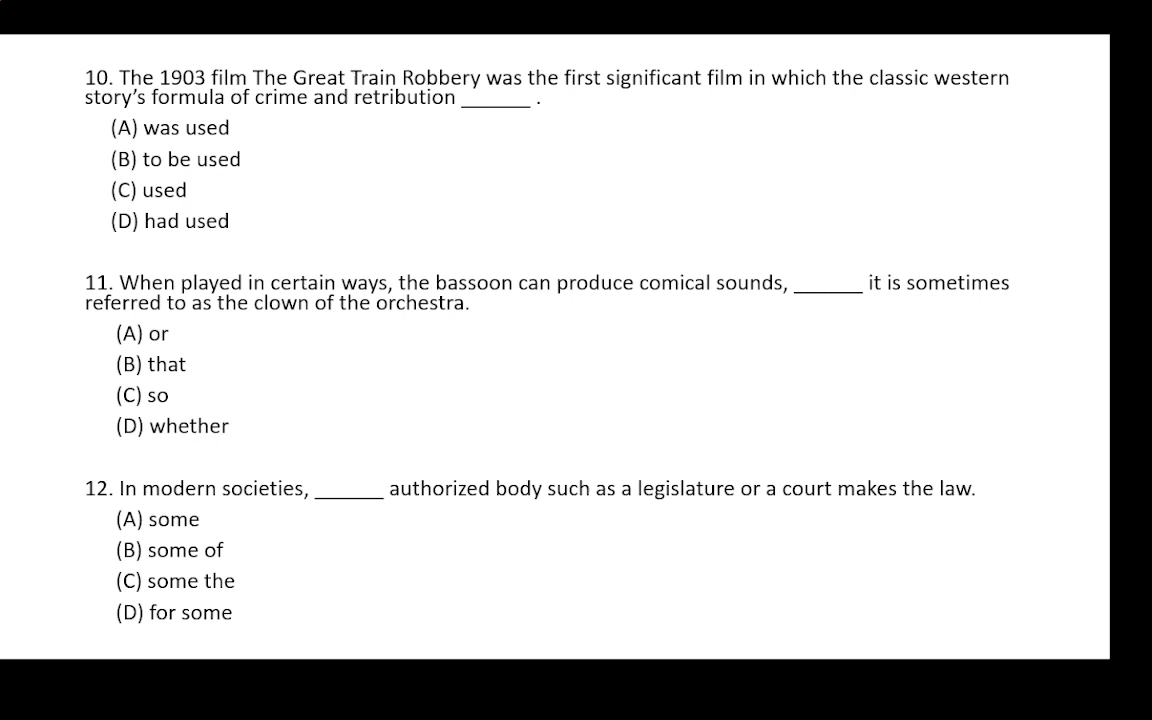 10. The 1903 film The Great Train Robbery was the first significant film in which the classic western
story’s formula of crime and retribution ______ .
(A) was used
(B) to be used
(C) used
(D) had used
11. When played in certain ways, the bassoon can produce comical sounds, ______ it is sometimes
referred to as the clown of the orchestra.
(A) or
(B) that
(C) so
(D) whether
12. In modern societies, ______ authorized body such as a legislature or a court makes the law.
(A) some
(B) some of
(C) some the
(D) for some